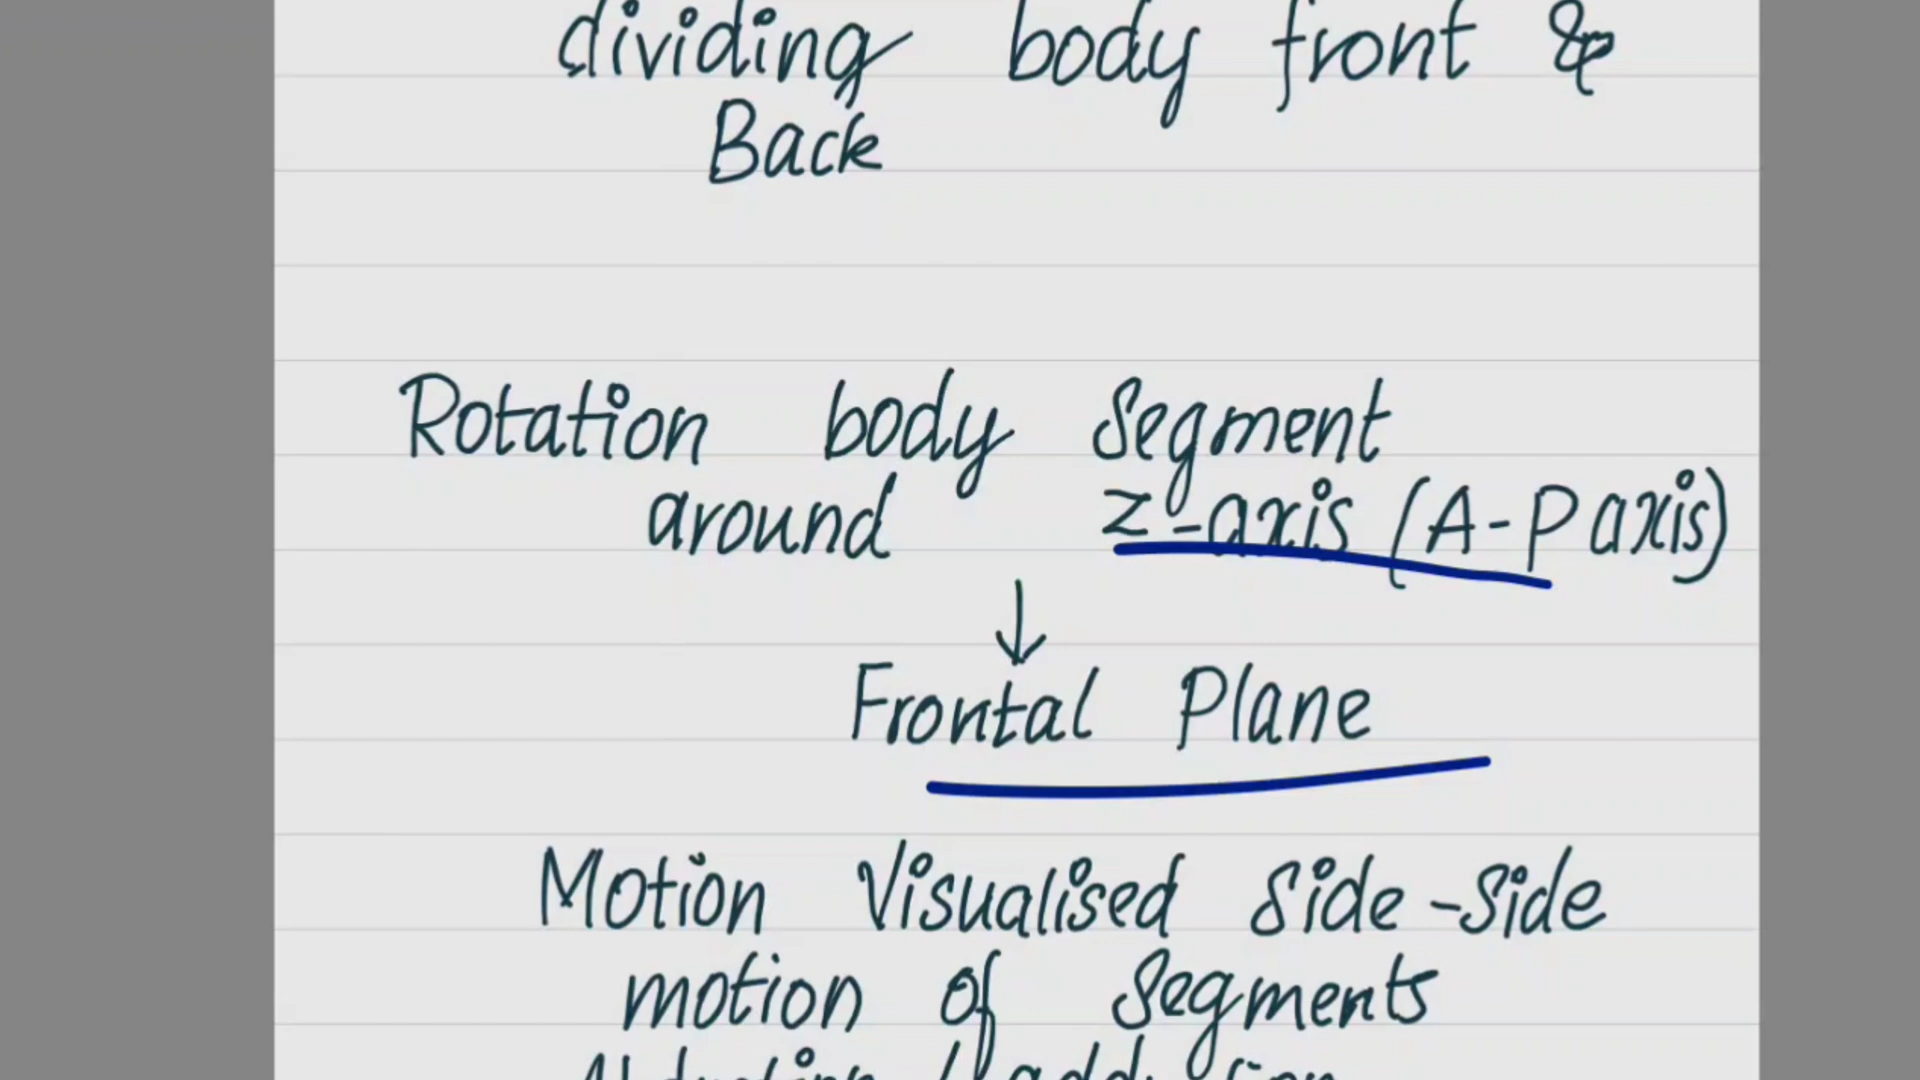 dividing body front &
Back
Rotation body segment
around z-axis (A-P axis)
↓
Frontal Plane
Motion Visualised Side-Side
motion of Segments